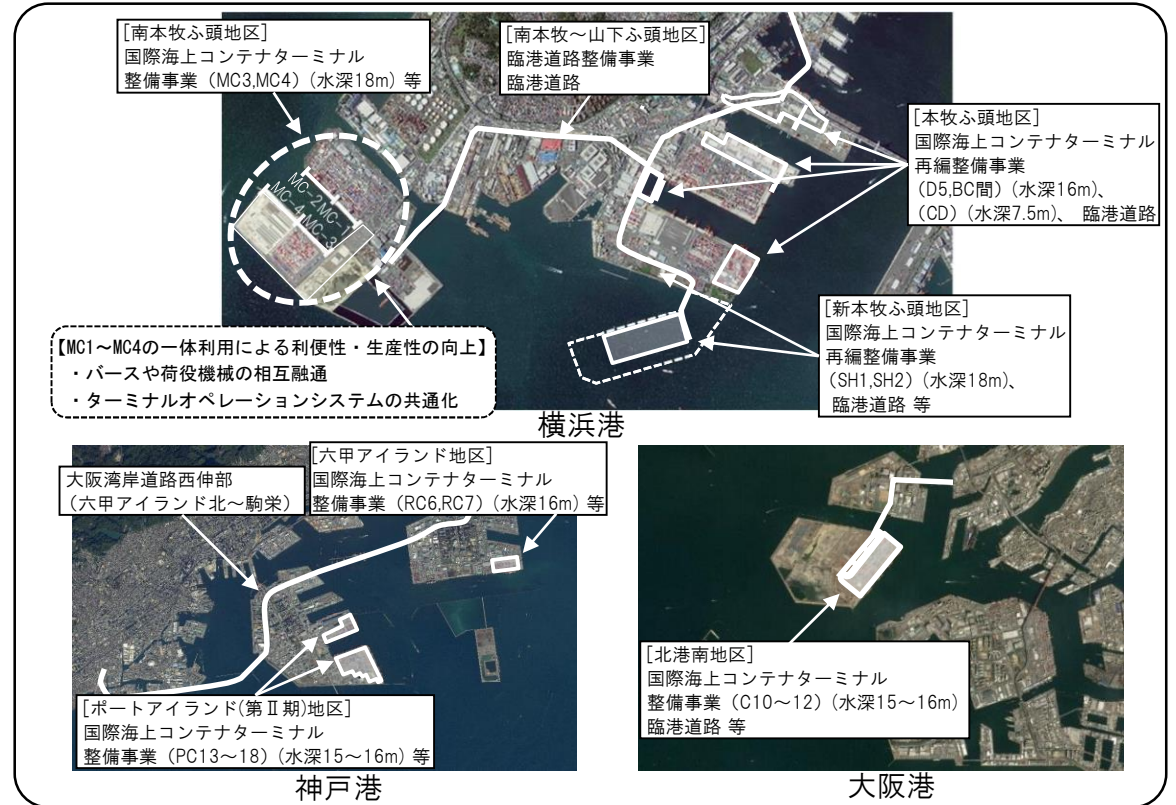 [南本牧ふ頭地区]
国際海上コンテナターミナル
整備事業（MC3,MC4）(水深18m) 等
[南本牧～山下ふ頭地区]
臨港道路整備事業
臨港道路
[本牧ふ頭地区]
国際海上コンテナターミナル
再編整備事業
(D5,BC間）(水深16m)、
(CD）(水深7.5m)、 臨港道路
MC-2
MC-1
MC-4
MC-3
[新本牧ふ頭地区]
国際海上コンテナターミナル
再編整備事業
(SH1,SH2）(水深18m)、
臨港道路 等
【MC1～MC4の一体利用による利便性・生産性の向上】
・バースや荷役機械の相互融通
・ターミナルオペレーションシステムの共通化
横浜港
大阪湾岸道路西伸部
（六甲アイランド北～駒栄）
[六甲アイランド地区]
国際海上コンテナターミナル
整備事業（RC6,RC7）(水深16m) 等
[ポートアイランド(第Ⅱ期)地区]
国際海上コンテナターミナル
整備事業（PC13～18）(水深15～16m) 等
神戸港
[北港南地区]
国際海上コンテナターミナル
整備事業（C10～12）(水深15～16m)
臨港道路 等
大阪港